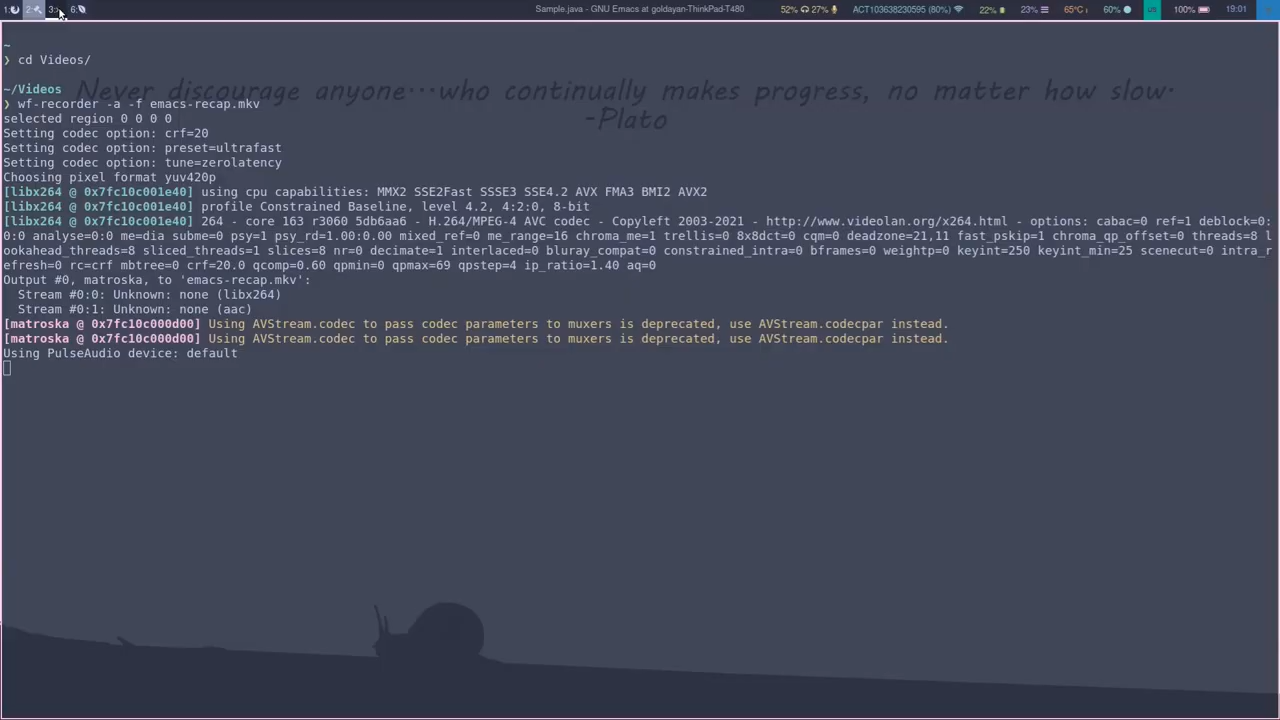 1: 2: 3: 6: Sample.java - GNU Emacs at goldayan-ThinkPad-T480 52% 27% ACT103638230595 (80%) 22% 23% 65°C 60% US 100% 19:01
~
❯ cd Videos/
~/Videos
Never discourage anyone...who continually makes progress, no matter how slow.
❯ wf-recorder -a -f emacs-recap.mkv
-Plato
selected region 0 0 0 0
Setting codec option: crf=20
Setting codec option: preset=ultrafast
Setting codec option: tune=zerolatency
Choosing pixel format yuv420p
[libx264 @ 0x7fc10c001e40] using cpu capabilities: MMX2 SSE2Fast SSSE3 SSE4.2 AVX FMA3 BMI2 AVX2
[libx264 @ 0x7fc10c001e40] profile Constrained Baseline, level 4.2, 4:2:0, 8-bit
[libx264 @ 0x7fc10c001e40] 264 - core 163 r3060 5db6aa6 - H.264/MPEG-4 AVC codec - Copyleft 2003-2021 - http://www.videolan.org/x264.html - options: cabac=0 ref=1 deblock=0:
0:0 analyse=0:0 me=dia subme=0 psy=1 psy_rd=1.00:0.00 mixed_ref=0 me_range=16 chroma_me=1 trellis=0 8x8dct=0 cqm=0 deadzone=21,11 fast_pskip=1 chroma_qp_offset=0 threads=8 l
ookahead_threads=8 sliced_threads=1 slices=8 nr=0 decimate=1 interlaced=0 bluray_compat=0 constrained_intra=0 bframes=0 weightp=0 keyint=250 keyint_min=25 scenecut=0 intra_r
efresh=0 rc=crf mbtree=0 crf=20.0 qcomp=0.60 qpmin=0 qpmax=69 qpstep=4 ip_ratio=1.40 aq=0
Output #0, matroska, to 'emacs-recap.mkv':
Stream #0:0: Unknown: none (libx264)
Stream #0:1: Unknown: none (aac)
[matroska @ 0x7fc10c000d00] Using AVStream.codec to pass codec parameters to muxers is deprecated, use AVStream.codecpar instead.
[matroska @ 0x7fc10c000d00] Using AVStream.codec to pass codec parameters to muxers is deprecated, use AVStream.codecpar instead.
Using PulseAudio device: default